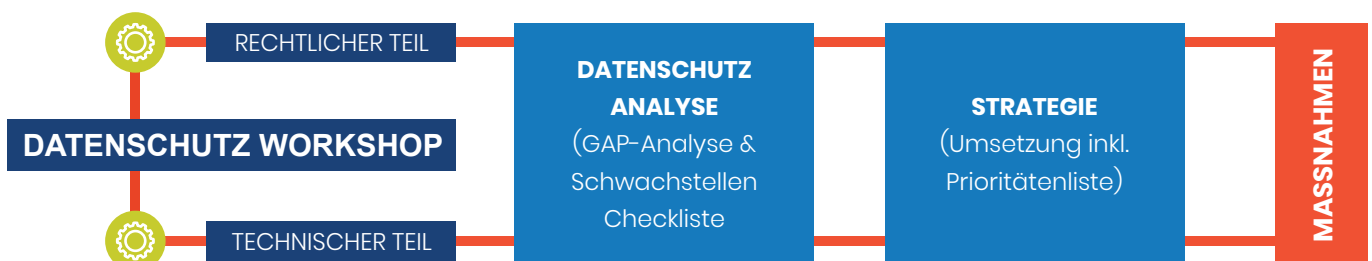 RECHTLICHER TEIL
DATENSCHUTZ WORKSHOP
TECHNISCHER TEIL
DATENSCHUTZ
ANALYSE
(GAP-Analyse &
Schwachstellen
Checkliste
STRATEGIE
(Umsetzung inkl.
Prioritätenliste)
MASSNAHMEN